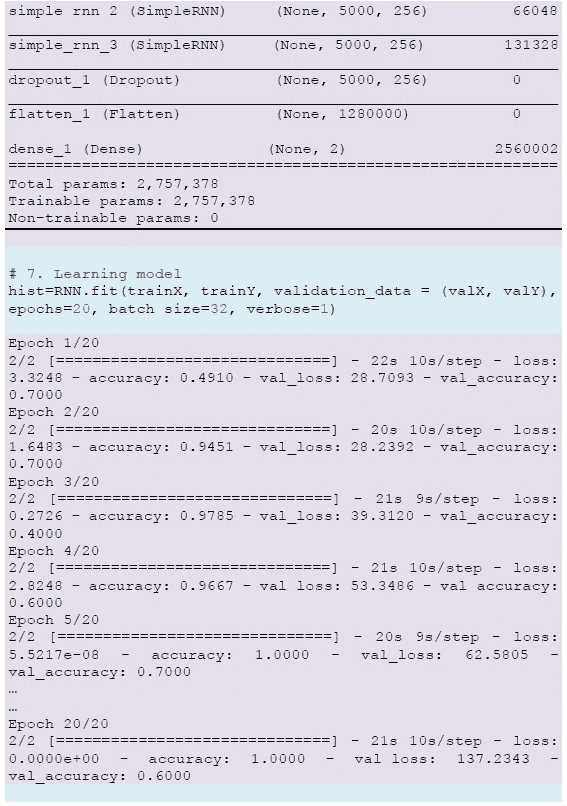 simple rnn 2 (SimpleRNN) (None, 5000, 256) 66048
simple_rnn_3 (SimpleRNN) (None, 5000, 256) 131328
dropout_1 (Dropout) (None, 5000, 256) 0
flatten_1 (Flatten) (None, 1280000) 0
dense_1 (Dense) (None, 2) 2560002
=================================================================
Total params: 2,757,378
Trainable params: 2,757,378
Non-trainable params: 0
# 7. Learning model
hist=RNN.fit(trainX, trainY, validation_data = (valX, valY),
epochs=20, batch size=32, verbose=1)
Epoch 1/20
2/2 [==============================] - 22s 10s/step - loss:
3.3248 - accuracy: 0.4910 - val_loss: 28.7093 - val_accuracy:
0.7000
Epoch 2/20
2/2 [==============================] - 20s 10s/step - loss:
1.6483 - accuracy: 0.9451 - val_loss: 28.2392 - val_accuracy:
0.7000
Epoch 3/20
2/2 [==============================] - 21s 9s/step - loss:
0.2726 - accuracy: 0.9785 - val_loss: 39.3120 - val_accuracy:
0.4000
Epoch 4/20
2/2 [==============================] - 21s 10s/step - loss:
2.8248 - accuracy: 0.9667 - val loss: 53.3486 - val accuracy:
0.6000
Epoch 5/20
2/2 [==============================] - 20s 9s/step - loss:
5.5217e-08 - accuracy: 1.0000 - val_loss: 62.5805 -
val_accuracy: 0.7000
…
…
Epoch 20/20
2/2 [==============================] - 21s 10s/step - loss:
0.0000e+00 - accuracy: 1.0000 - val loss: 137.2343 -
val_accuracy: 0.6000